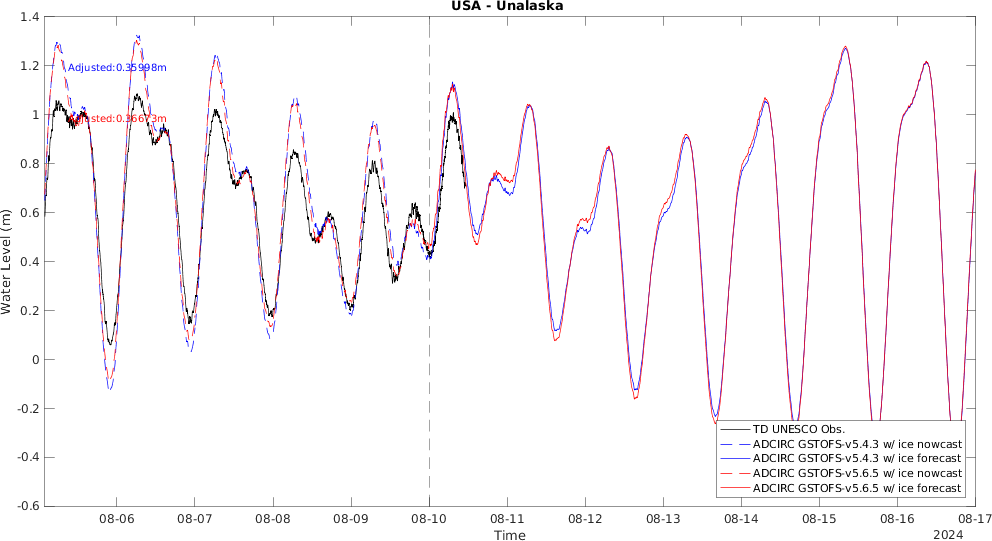 USA - Unalaska
1.4
1.2
1
0.8
0.6
0.4
0.2
0
-0.2
-0.4
-0.6
Water Level (m)
Adjusted:0.35998m
Adjusted:0.36673m
TD UNESCO Obs.
ADCIRC GSTOFS-v5.4.3 w/ ice nowcast
ADCIRC GSTOFS-v5.4.3 w/ ice forecast
ADCIRC GSTOFS-v5.6.5 w/ ice nowcast
ADCIRC GSTOFS-v5.6.5 w/ ice forecast
08-06 08-07 08-08 08-09 08-10 08-11 08-12 08-13 08-14 08-15 08-16 08-17
Time
2024